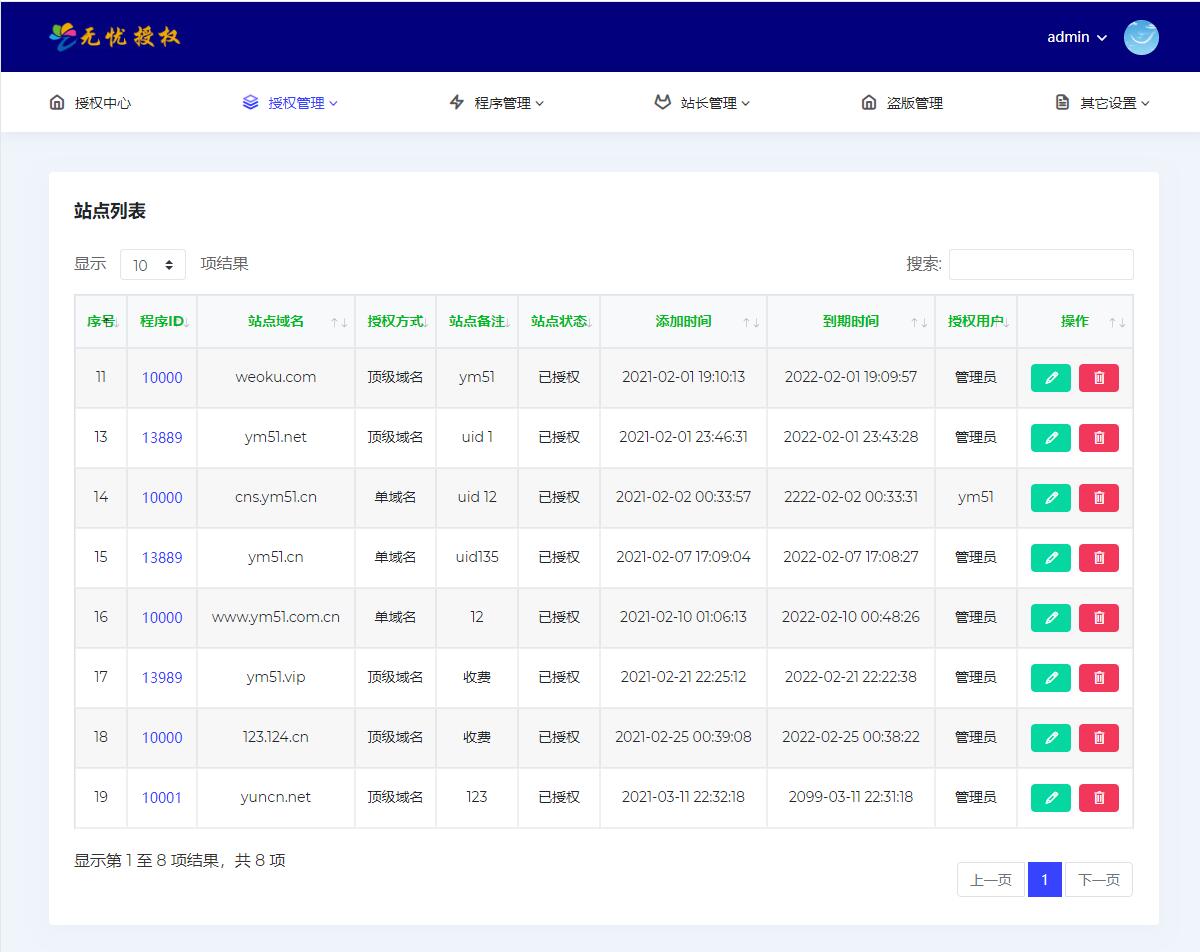 无忧授权
admin
授权中心 授权管理 程序管理 站长管理 盗版管理 其它设置
站点列表
显示 10 项结果 搜索:
序号 程序ID 站点域名 授权方式 站点备注 站点状态 添加时间 到期时间 授权用户 操作
11 10000 weoku.com 顶级域名 ym51 已授权 2021-02-01 19:10:13 2022-02-01 19:09:57 管理员
13 13889 ym51.net 顶级域名 uid 1 已授权 2021-02-01 23:46:31 2022-02-01 23:43:28 管理员
14 10000 cns.ym51.cn 单域名 uid 12 已授权 2021-02-02 00:33:57 2222-02-02 00:33:31 ym51
15 13889 ym51.cn 单域名 uid135 已授权 2021-02-07 17:09:04 2022-02-07 17:08:27 管理员
16 10000 www.ym51.com.cn 单域名 12 已授权 2021-02-10 01:06:13 2022-02-10 00:48:26 管理员
17 13989 ym51.vip 顶级域名 收费 已授权 2021-02-21 22:25:12 2022-02-21 22:22:38 管理员
18 10000 123.124.cn 顶级域名 收费 已授权 2021-02-25 00:39:08 2022-02-25 00:38:22 管理员
19 10001 yuncn.net 顶级域名 123 已授权 2021-03-11 22:32:18 2099-03-11 22:31:18 管理员
显示第 1 至 8 项结果，共 8 项
上一页 1 下一页